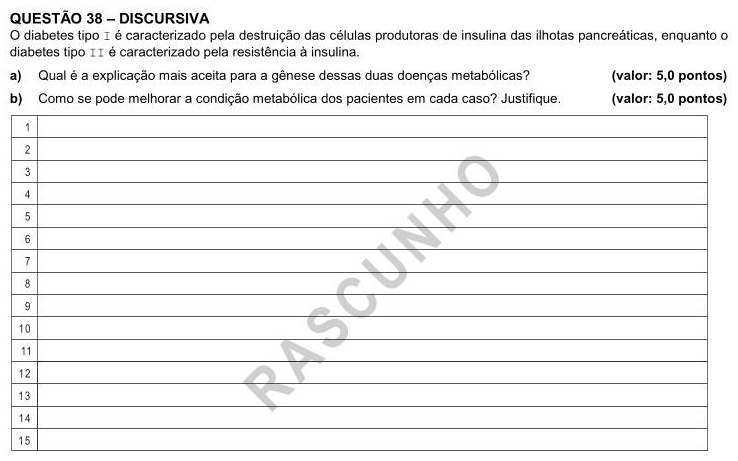 QUESTÃO 38 – DISCURSIVA
O diabetes tipo I é caracterizado pela destruição das células produtoras de insulina das ilhotas pancreáticas, enquanto o
diabetes tipo II é caracterizado pela resistência à insulina.
a) Qual é a explicação mais aceita para a gênese dessas duas doenças metabólicas? (valor: 5,0 pontos)
b) Como se pode melhorar a condição metabólica dos pacientes em cada caso? Justifique. (valor: 5,0 pontos)
1
2
3
4
5
6
7
8
9
10
11
12
13
14
15
RASCUNHO